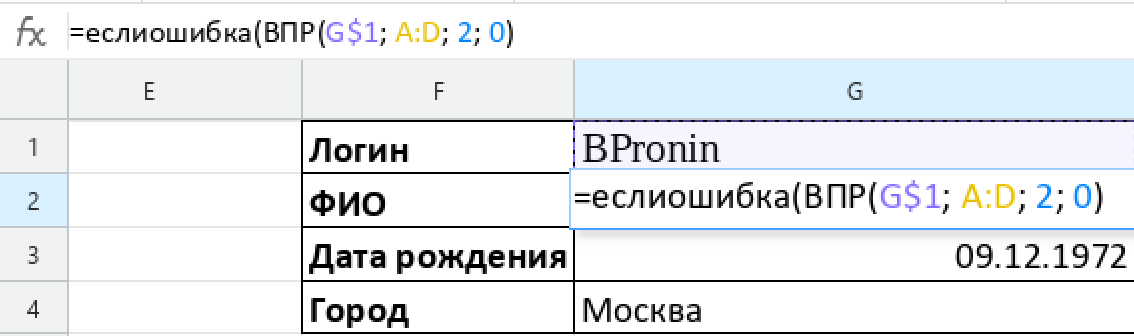 fx =еслиошибка(ВПР(G$1; A:D; 2; 0)
E F G
1 Логин BPronin
2 ФИО =еслиошибка(ВПР(G$1; A:D; 2; 0)
3 Дата рождения 09.12.1972
4 Город Москва